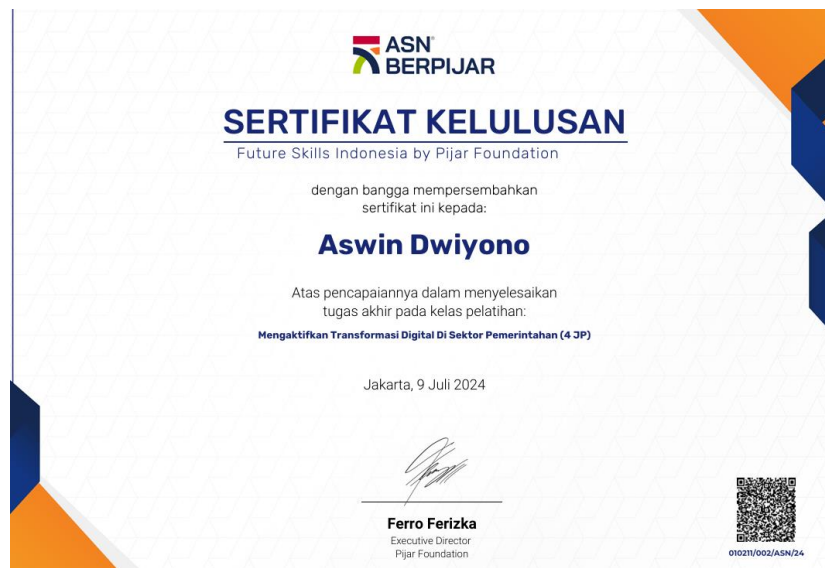 ASN
BERPIJAR
SERTIFIKAT KELULUSAN
Future Skills Indonesia by Pijar Foundation
dengan bangga mempersembahkan
sertifikat ini kepada:
Aswin Dwiyono
Atas pencapaiannya dalam menyelesaikan
tugas akhir pada kelas pelatihan:
Mengaktifkan Transformasi Digital Di Sektor Pemerintahan (4 JP)
Jakarta, 9 Juli 2024
Ferro Ferizka
Executive Director
Pijar Foundation
010211/002/ASN/24